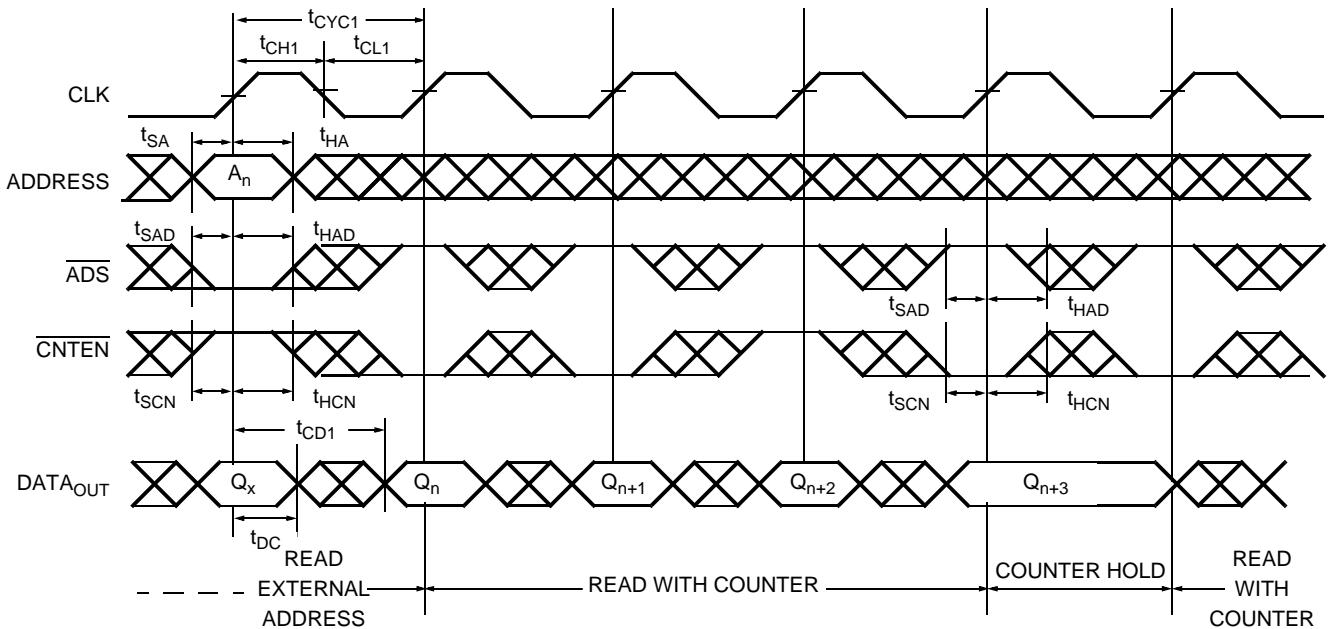 tCYC1
tCH1 tCL1
CLK
tSA tHA
ADDRESS An
tSAD tHAD
ADS
tSAD tHAD
CNTEN
tSCN tHCN tSCN tHCN
tCD1
DATAOUT Qx Qn Qn+1 Qn+2 Qn+3
tDC
READ
EXTERNAL
ADDRESS
READ WITH COUNTER
COUNTER HOLD
READ
WITH
COUNTER